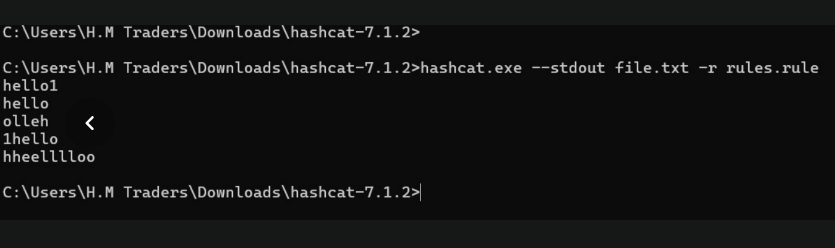 C:\Users\H.M Traders\Downloads\hashcat-7.1.2>
C:\Users\H.M Traders\Downloads\hashcat-7.1.2>hashcat.exe --stdout file.txt -r rules.rule
hello1
hello
olleh
1hello
hheelllloo
C:\Users\H.M Traders\Downloads\hashcat-7.1.2>